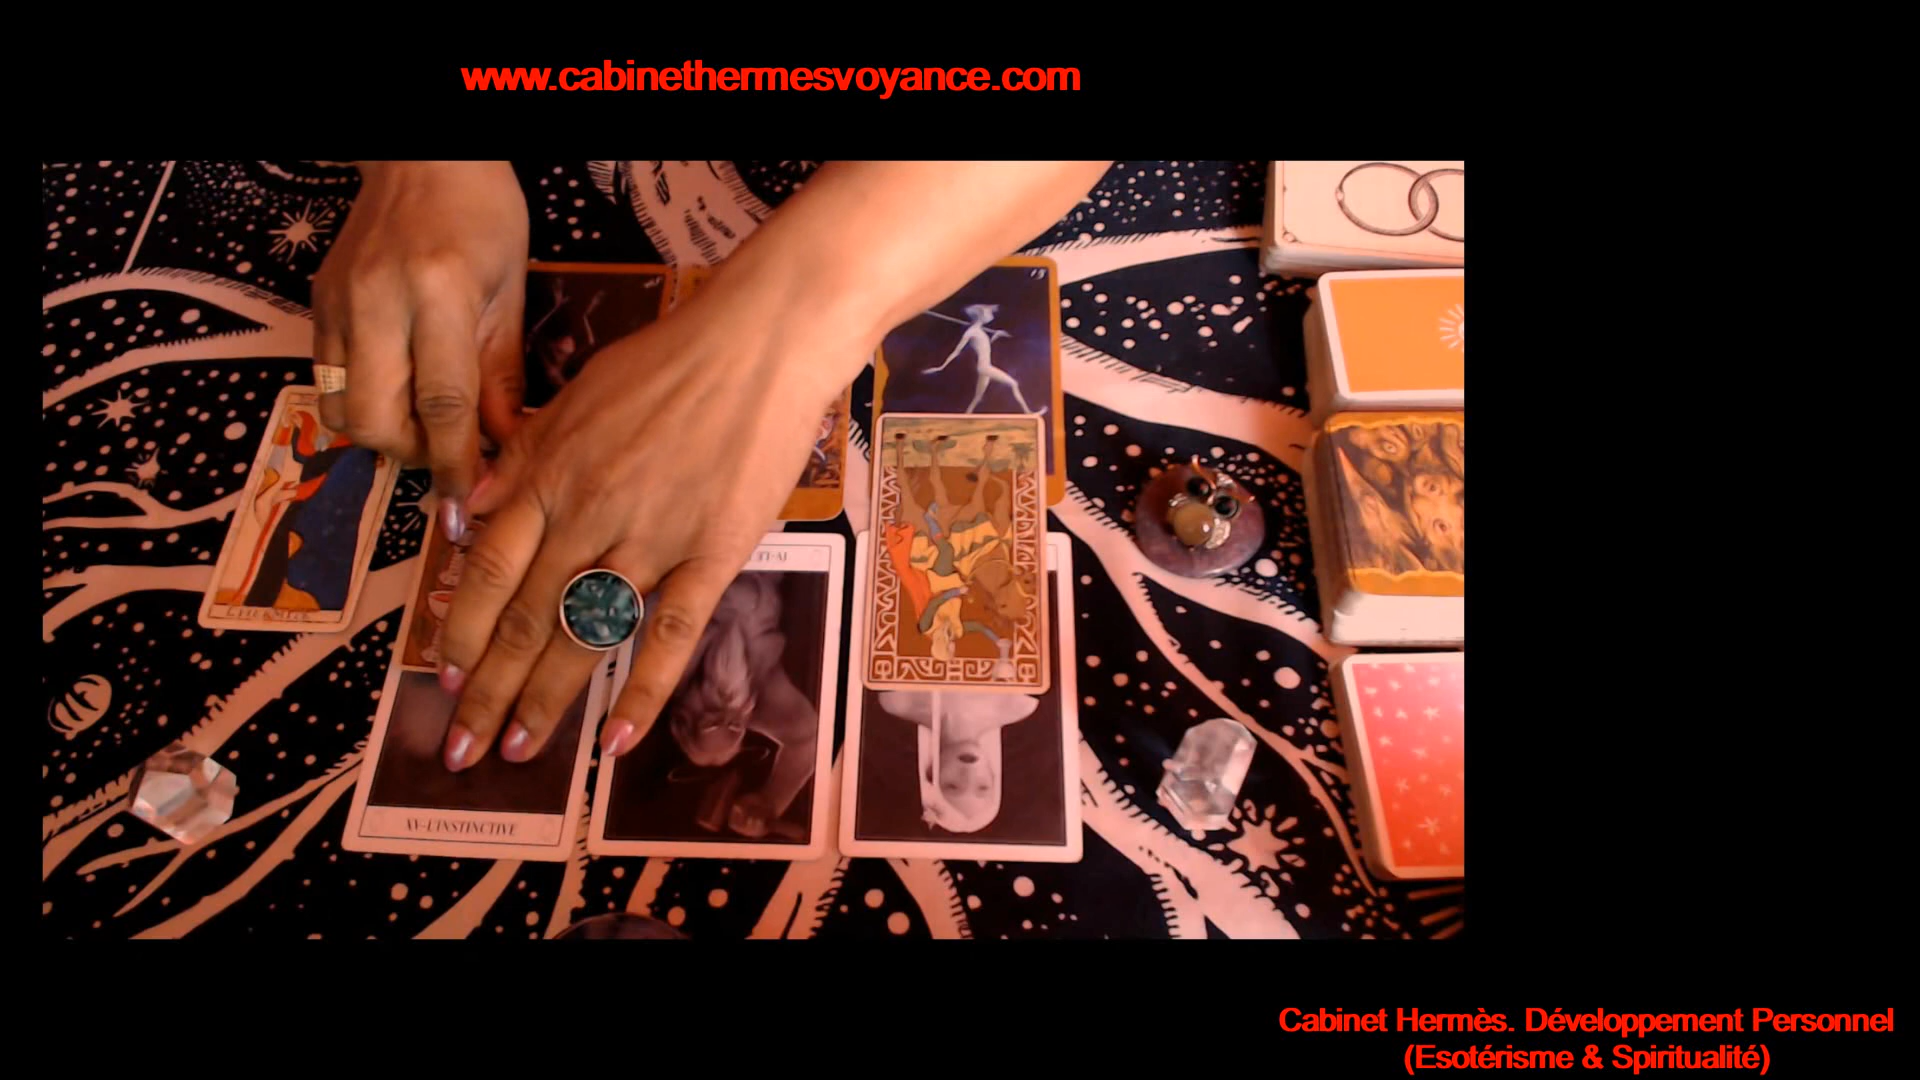 www.cabinethermesvoyance.com
XV-L'INSTINCTIVE
Cabinet Hermès. Développement Personnel
(Esotérisme & Spiritualité)